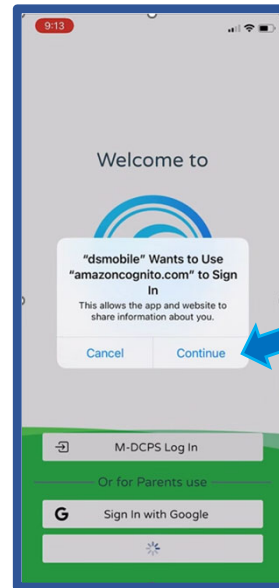 9:13
Welcome to
"dsmobile" Wants to Use
"amazoncognito.com" to Sign
In
This allows the app and website to
share information about you.
Cancel Continue
M-DCPS Log In
Or for Parents use
G Sign In with Google